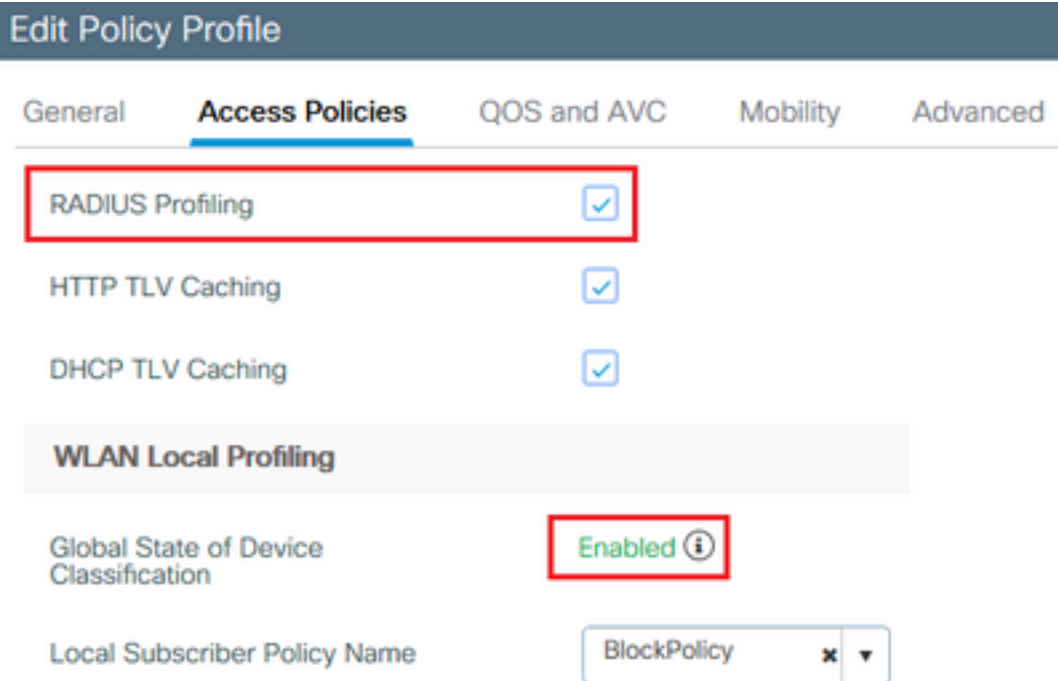 Edit Policy Profile
General Access Policies QOS and AVC Mobility Advanced
RADIUS Profiling
HTTP TLV Caching
DHCP TLV Caching
WLAN Local Profiling
Global State of Device
Classification
Enabled
Local Subscriber Policy Name
BlockPolicy